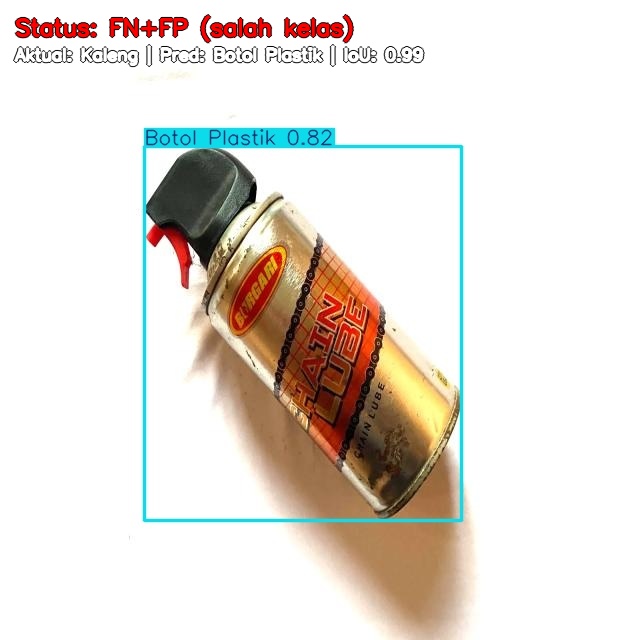 Status: FN+FP (salah kelas)
Aktual: Kaleng | Pred: Botol Plastik | IoU: 0.99
Botol Plastik 0.82
BORGARI
CHAIN
LUBE
CHAIN LUBE